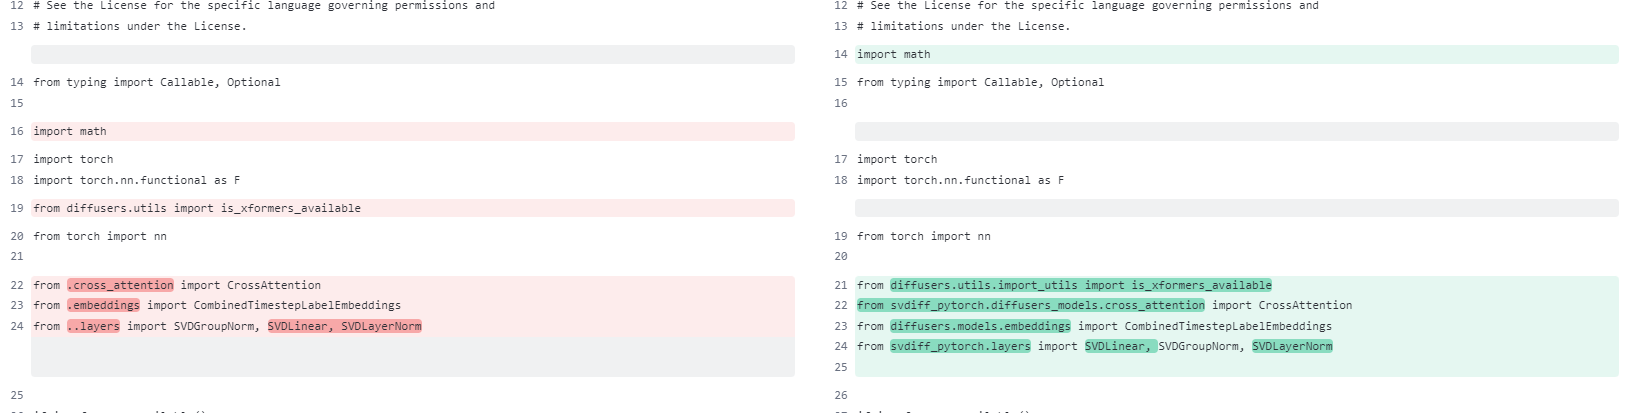 12 # See the License for the specific language governing permissions and
13 # limitations under the License.
14 from typing import Callable, Optional
15
16 import math
17 import torch
18 import torch.nn.functional as F
19 from diffusers.utils import is_xformers_available
20 from torch import nn
21
22 from .cross_attention import CrossAttention
23 from .embeddings import CombinedTimestepLabelEmbeddings
24 from ..layers import SVDGroupNorm, SVDLinear, SVDLayerNorm
25
12 # See the License for the specific language governing permissions and
13 # limitations under the License.
14 import math
15 from typing import Callable, Optional
16
17 import torch
18 import torch.nn.functional as F
19 from torch import nn
20
21 from diffusers.utils.import_utils import is_xformers_available
22 from svdiff_pytorch.diffusers_models.cross_attention import CrossAttention
23 from diffusers.models.embeddings import CombinedTimestepLabelEmbeddings
24 from svdiff_pytorch.layers import SVDLinear, SVDGroupNorm, SVDLayerNorm
25
26